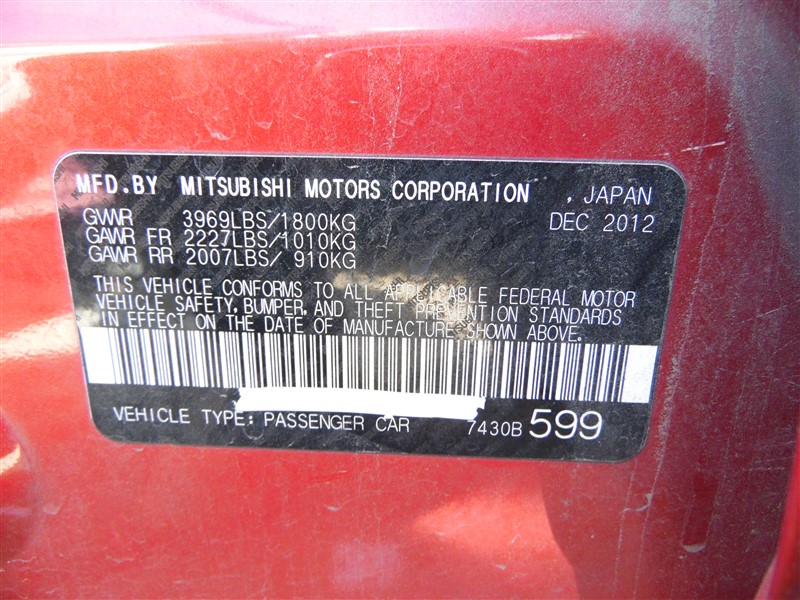 MFD.BY MITSUBISHI MOTORS CORPORATION , JAPAN
GVWR 3969LBS/1800KG DEC 2012
GAWR FR 2227LBS/1010KG
GAWR RR 2007LBS/ 910KG
THIS VEHICLE CONFORMS TO ALL APPLICABLE FEDERAL MOTOR
VEHICLE SAFETY, BUMPER, AND THEFT PREVENTION STANDARDS
IN EFFECT ON THE DATE OF MANUFACTURE SHOWN ABOVE.
VEHICLE TYPE: PASSENGER CAR 7430B 599